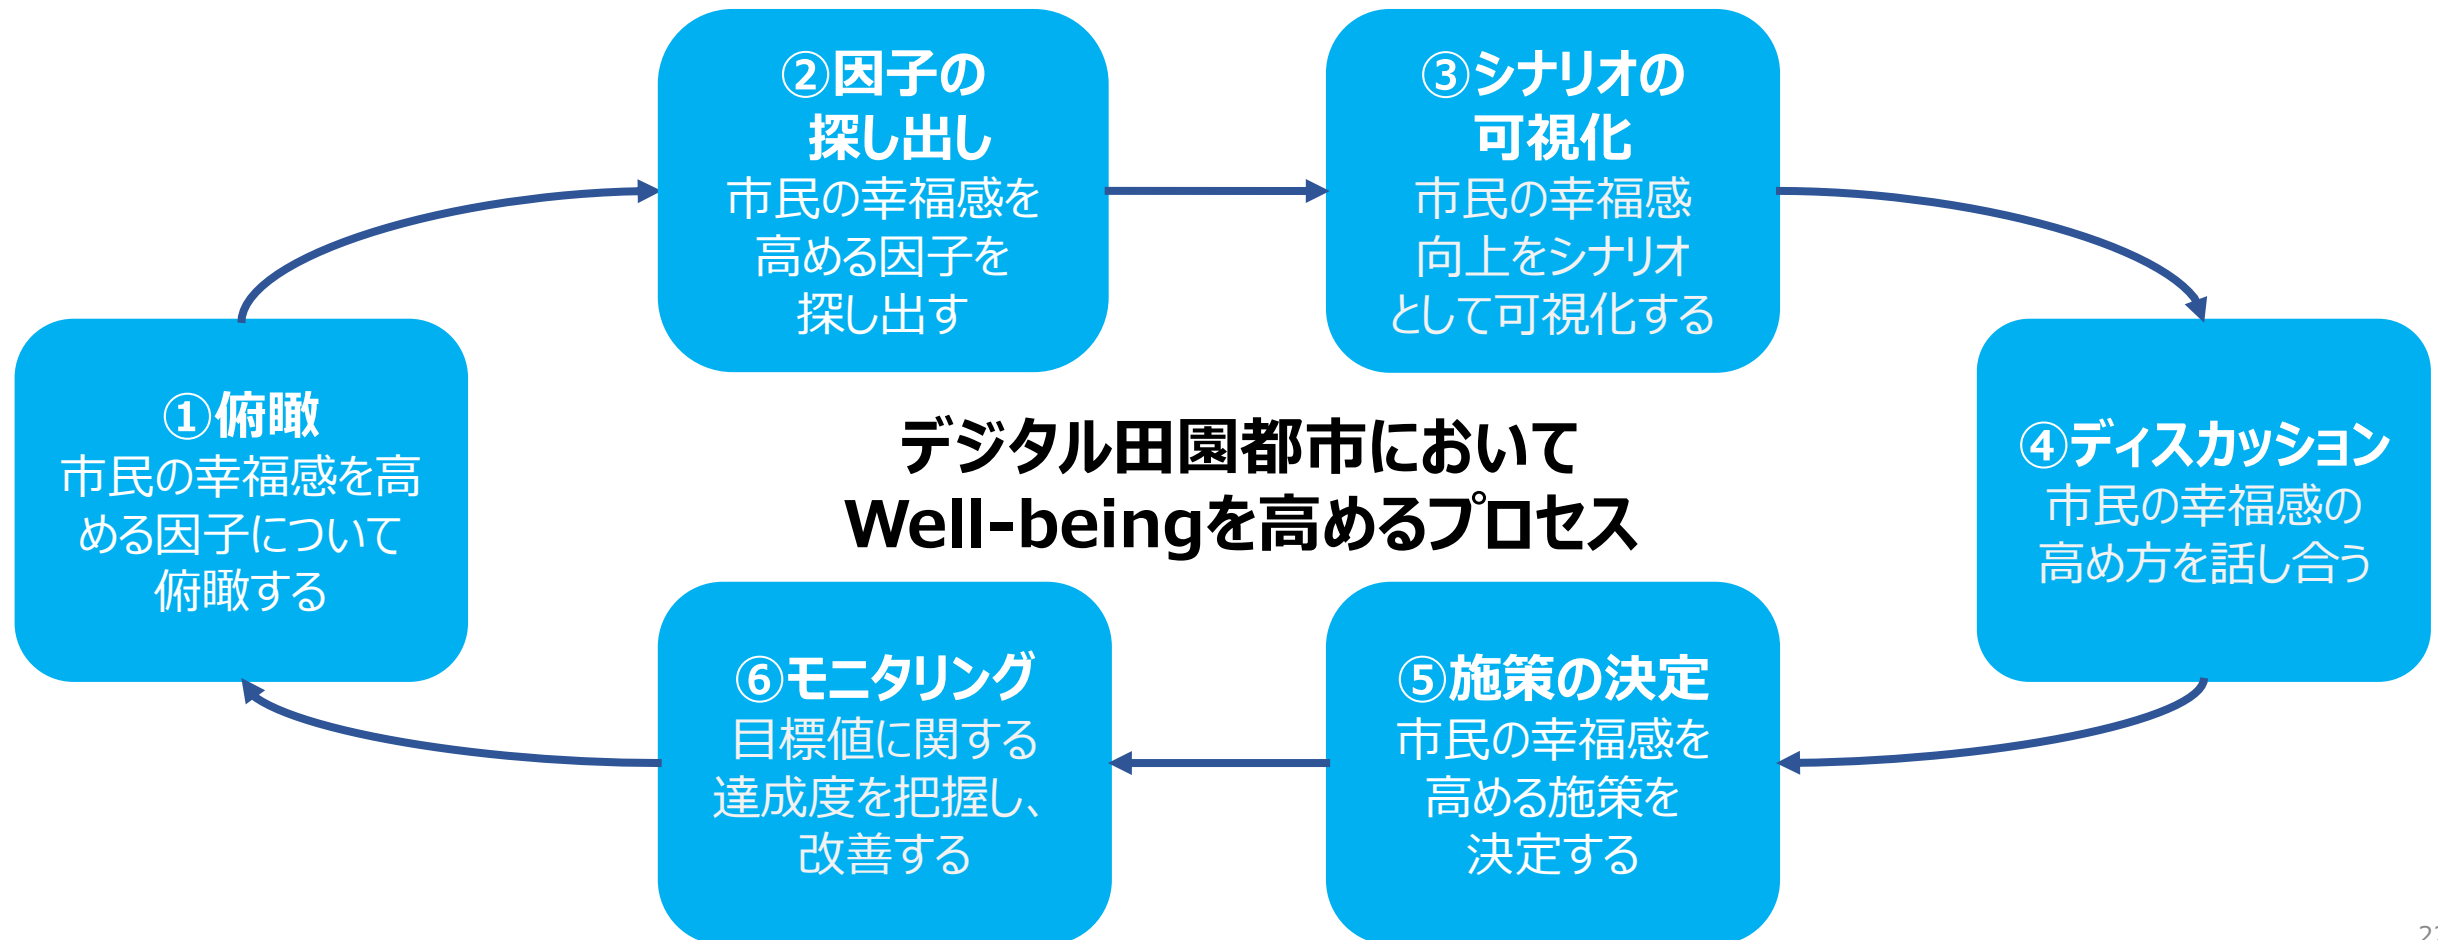 ②因子の
探し出し
市民の幸福感を
高める因子を
探し出す
③シナリオの
可視化
市民の幸福感
向上をシナリオ
として可視化する
①俯瞰
市民の幸福感を高
める因子について
俯瞰する
デジタル田園都市において
Well-beingを高めるプロセス
④ディスカッション
市民の幸福感の
高め方を話し合う
⑥モニタリング
目標値に関する
達成度を把握し、
改善する
⑤施策の決定
市民の幸福感を
高める施策を
決定する